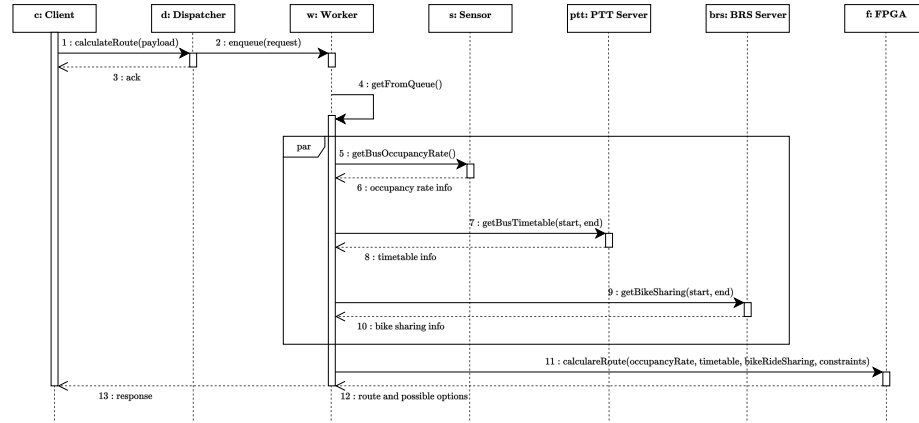 c: Client
d: Dispatcher
w: Worker
s: Sensor
ptt: PTT Server
brs: BRS Server
f: FPGA
1 : calculateRoute(payload)
2 : enqueue(request)
3 : ack
4 : getFromQueue()
par
5 : getBusOccupancyRate()
6 : occupancy rate info
7 : getBusTimetable(start, end)
8 : timetable info
9 : getBikeSharing(start, end)
10 : bike sharing info
11 : calculareRoute(occupancyRate, timetable, bikeRideSharing, constraints)
13 : response
12 : route and possible options